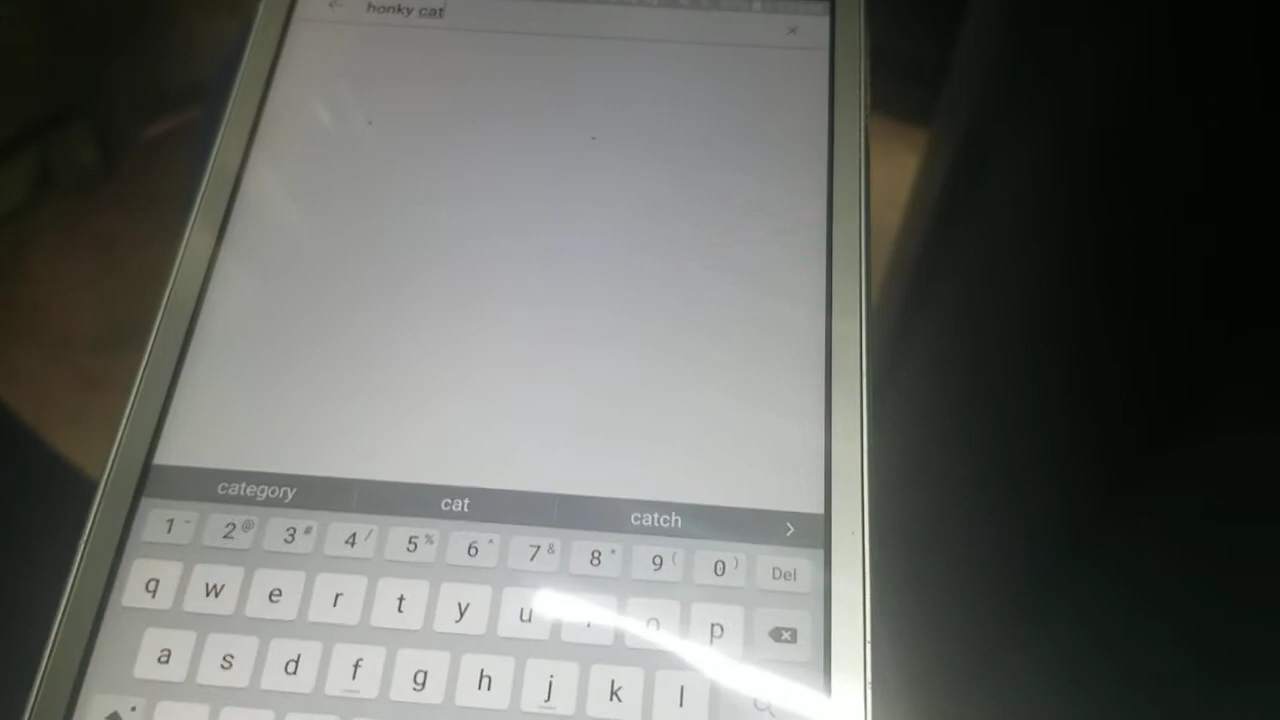 honky cat
category cat catch
1 - 2 @ 3 # 4 / 5 % 6 ^ 7 & 8 * 9 ( 0 ) Del
q w e r t y u o p
a s d f g h j k l